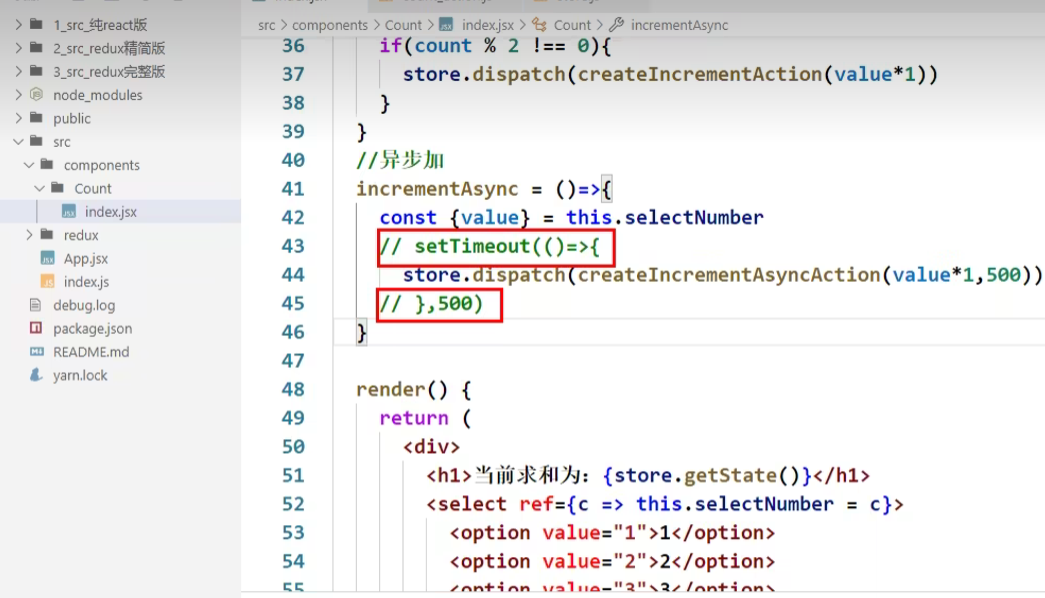 1_src_纯react版
2_src_redux精简版
3_src_redux完整版
node_modules
public
src
components
Count
index.jsx
redux
App.jsx
index.js
debug.log
package.json
README.md
yarn.lock
src > components > Count > index.jsx > Count > incrementAsync
36 if(count % 2 !== 0){
37 store.dispatch(createIncrementAction(value*1))
38 }
39 }
40 //异步加
41 incrementAsync = ()=>{
42 const {value} = this.selectNumber
43 // setTimeout(()=>{
44 store.dispatch(createIncrementAsyncAction(value*1,500))
45 // },500)
46 }
47
48 render() {
49 return (
50 <div>
51 <h1>当前求和为：{store.getState()}</h1>
52 <select ref={c => this.selectNumber = c}>
53 <option value="1">1</option>
54 <option value="2">2</option>
55 <option value="3">3</option>